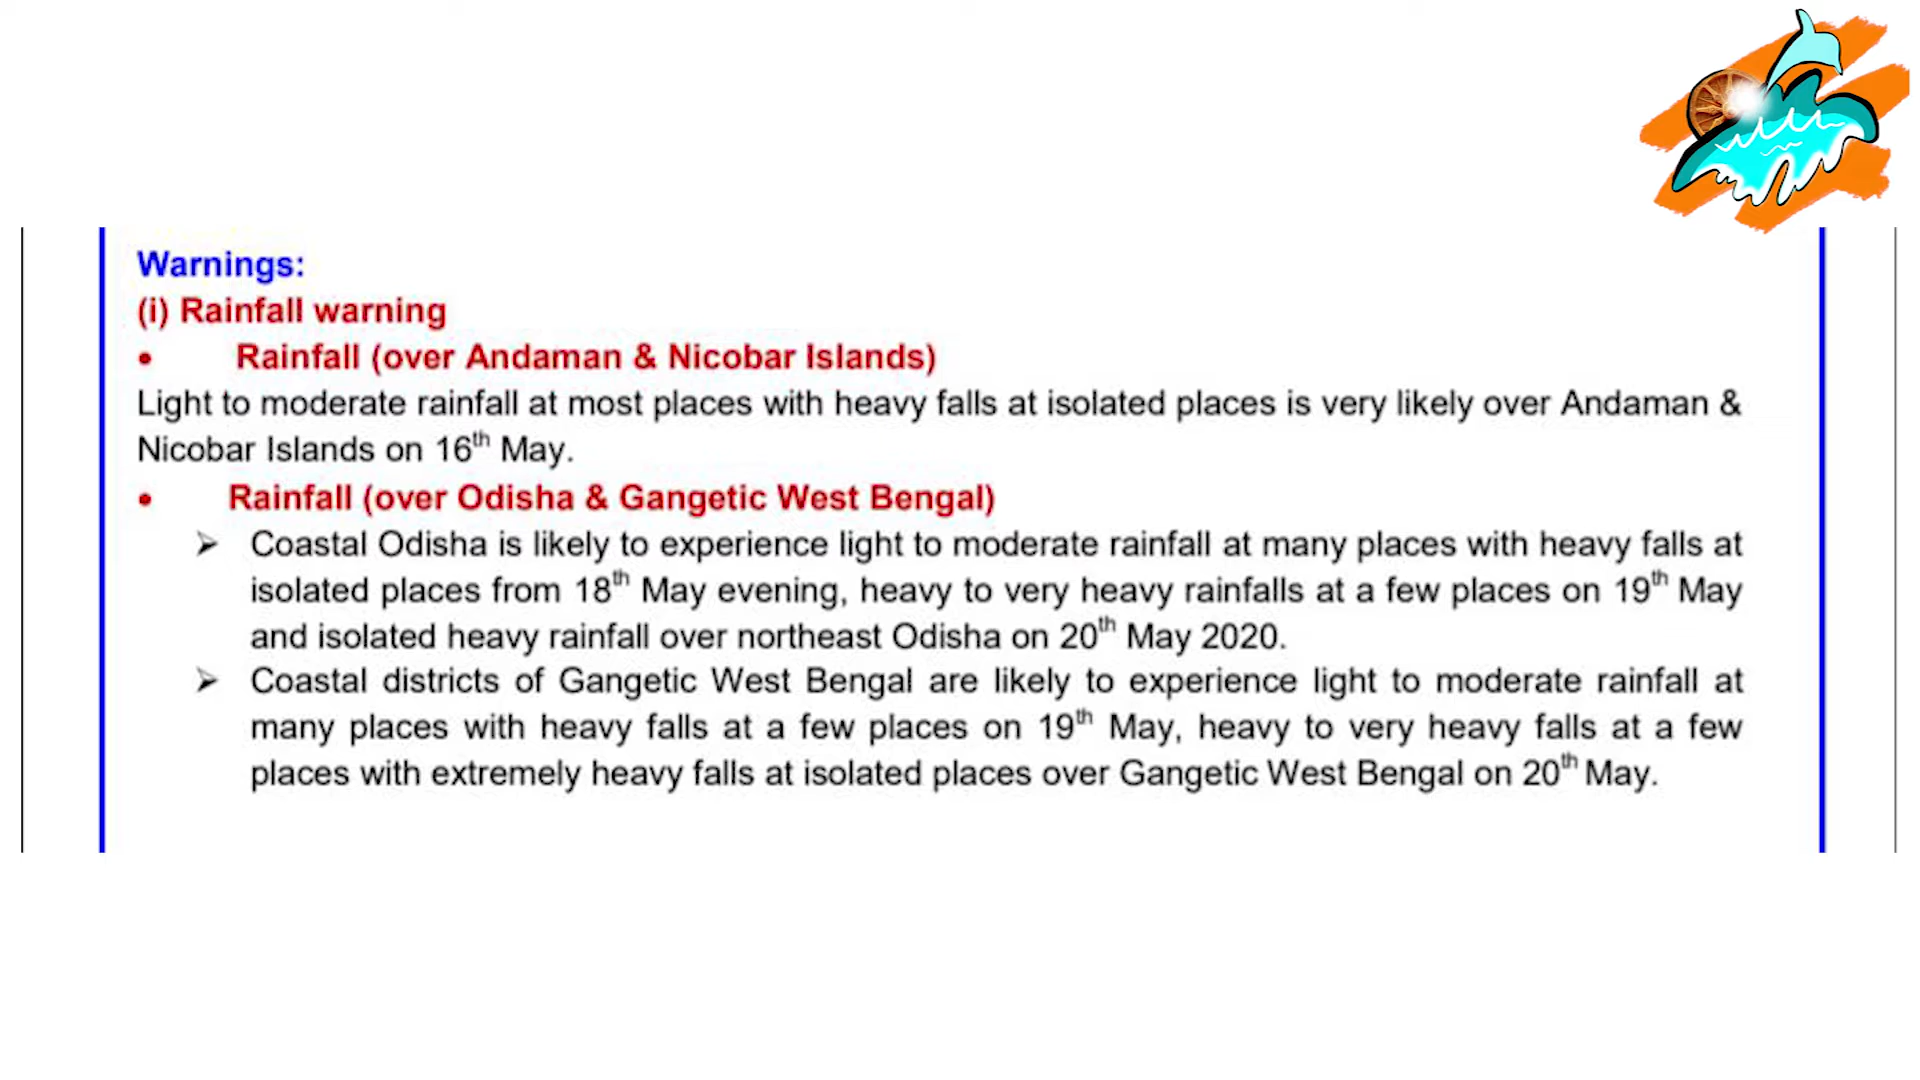 Warnings:
(i) Rainfall warning
• Rainfall (over Andaman & Nicobar Islands)
Light to moderate rainfall at most places with heavy falls at isolated places is very likely over Andaman &
Nicobar Islands on 16th May.
• Rainfall (over Odisha & Gangetic West Bengal)
➢ Coastal Odisha is likely to experience light to moderate rainfall at many places with heavy falls at
isolated places from 18th May evening, heavy to very heavy rainfalls at a few places on 19th May
and isolated heavy rainfall over northeast Odisha on 20th May 2020.
➢ Coastal districts of Gangetic West Bengal are likely to experience light to moderate rainfall at
many places with heavy falls at a few places on 19th May, heavy to very heavy falls at a few
places with extremely heavy falls at isolated places over Gangetic West Bengal on 20th May.